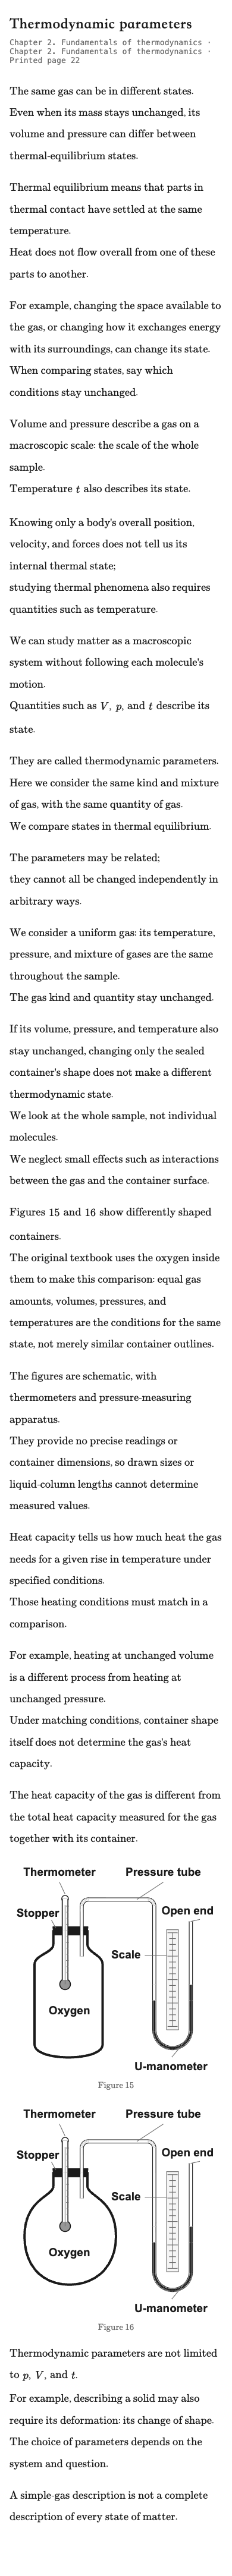 Thermodynamic parameters
Chapter 2. Fundamentals of thermodynamics ·
Chapter 2. Fundamentals of thermodynamics ·
Printed page 22
The same gas can be in different states.
Even when its mass stays unchanged, its
volume and pressure can differ between
thermal-equilibrium states.
Thermal equilibrium means that parts in
thermal contact have settled at the same
temperature.
Heat does not flow overall from one of these
parts to another.
For example, changing the space available to
the gas, or changing how it exchanges energy
with its surroundings, can change its state.
When comparing states, say which
conditions stay unchanged.
Volume and pressure describe a gas on a
macroscopic scale: the scale of the whole
sample.
Temperature t also describes its state.
Knowing only a body's overall position,
velocity, and forces does not tell us its
internal thermal state;
studying thermal phenomena also requires
quantities such as temperature.
We can study matter as a macroscopic
system without following each molecule's
motion.
Quantities such as V, p, and t describe its
state.
They are called thermodynamic parameters.
Here we consider the same kind and mixture
of gas, with the same quantity of gas.
We compare states in thermal equilibrium.
The parameters may be related;
they cannot all be changed independently in
arbitrary ways.
We consider a uniform gas: its temperature,
pressure, and mixture of gases are the same
throughout the sample.
The gas kind and quantity stay unchanged.
If its volume, pressure, and temperature also
stay unchanged, changing only the sealed
container's shape does not make a different
thermodynamic state.
We look at the whole sample, not individual
molecules.
We neglect small effects such as interactions
between the gas and the container surface.
Figures 15 and 16 show differently shaped
containers.
The original textbook uses the oxygen inside
them to make this comparison: equal gas
amounts, volumes, pressures, and
temperatures are the conditions for the same
state, not merely similar container outlines.
The figures are schematic, with
thermometers and pressure-measuring
apparatus.
They provide no precise readings or
container dimensions, so drawn sizes or
liquid-column lengths cannot determine
measured values.
Heat capacity tells us how much heat the gas
needs for a given rise in temperature under
specified conditions.
Those heating conditions must match in a
comparison.
For example, heating at unchanged volume
is a different process from heating at
unchanged pressure.
Under matching conditions, container shape
itself does not determine the gas's heat
capacity.
The heat capacity of the gas is different from
the total heat capacity measured for the gas
together with its container.
Thermometer Pressure tube
Stopper Open end
Scale
Oxygen
U-manometer
Figure 15
Thermometer Pressure tube
Stopper Open end
Scale
Oxygen
U-manometer
Figure 16
Thermodynamic parameters are not limited
to p, V, and t.
For example, describing a solid may also
require its deformation: its change of shape.
The choice of parameters depends on the
system and question.
A simple-gas description is not a complete
description of every state of matter.